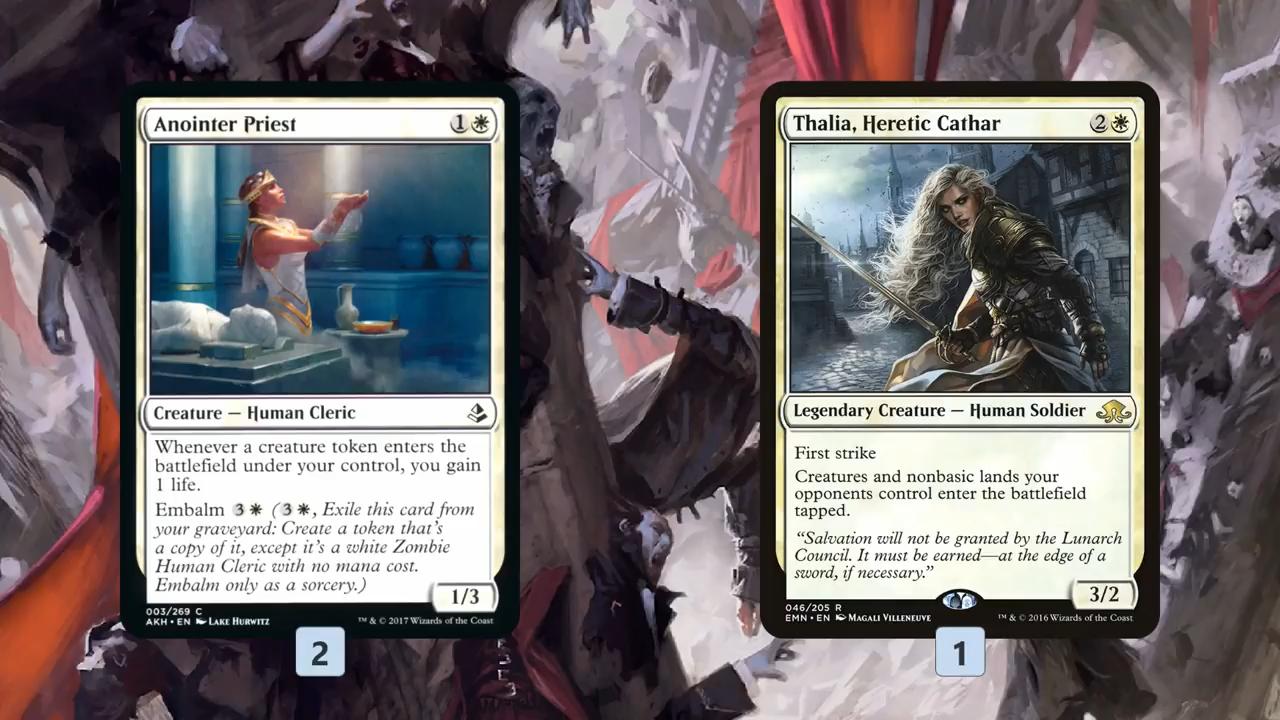 Anointer Priest
1
Creature — Human Cleric
Whenever a creature token enters the
battlefield under your control, you gain
1 life.
Embalm 3 (3, Exile this card from
your graveyard: Create a token that's
a copy of it, except it's a white Zombie
Human Cleric with no mana cost.
Embalm only as a sorcery.)
1/3
003/269 C
AKH • EN Lake Hurwitz
™ & © 2017 Wizards of the Coast
2
Thalia, Heretic Cathar
2
Legendary Creature — Human Soldier
First strike
Creatures and nonbasic lands your
opponents control enter the battlefield
tapped.
“Salvation will not be granted by the Lunarch
Council. It must be earned—at the edge of a
sword, if necessary.”
3/2
046/205 R
EMN • EN Magali Villeneuve
™ & © 2016 Wizards of the Coast
1